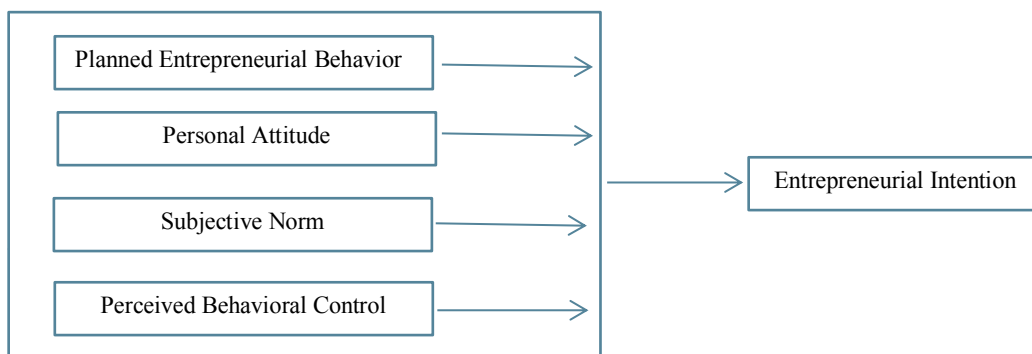 Planned Entrepreneurial Behavior
Personal Attitude
Entrepreneurial Intention
Subjective Norm
Perceived Behavioral Control